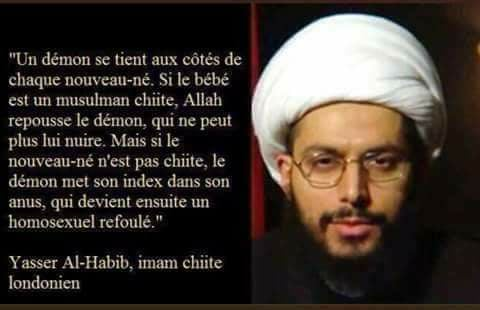 "Un démon se tient aux côtés de
chaque nouveau-né. Si le bébé
est un musulman chiite, Allah
repousse le démon, qui ne peut
plus lui nuire. Mais si le
nouveau-né n'est pas chiite, le
démon met son index dans son
anus, qui devient ensuite un
homosexuel refoulé."
Yasser Al-Habib, imam chiite
londonien